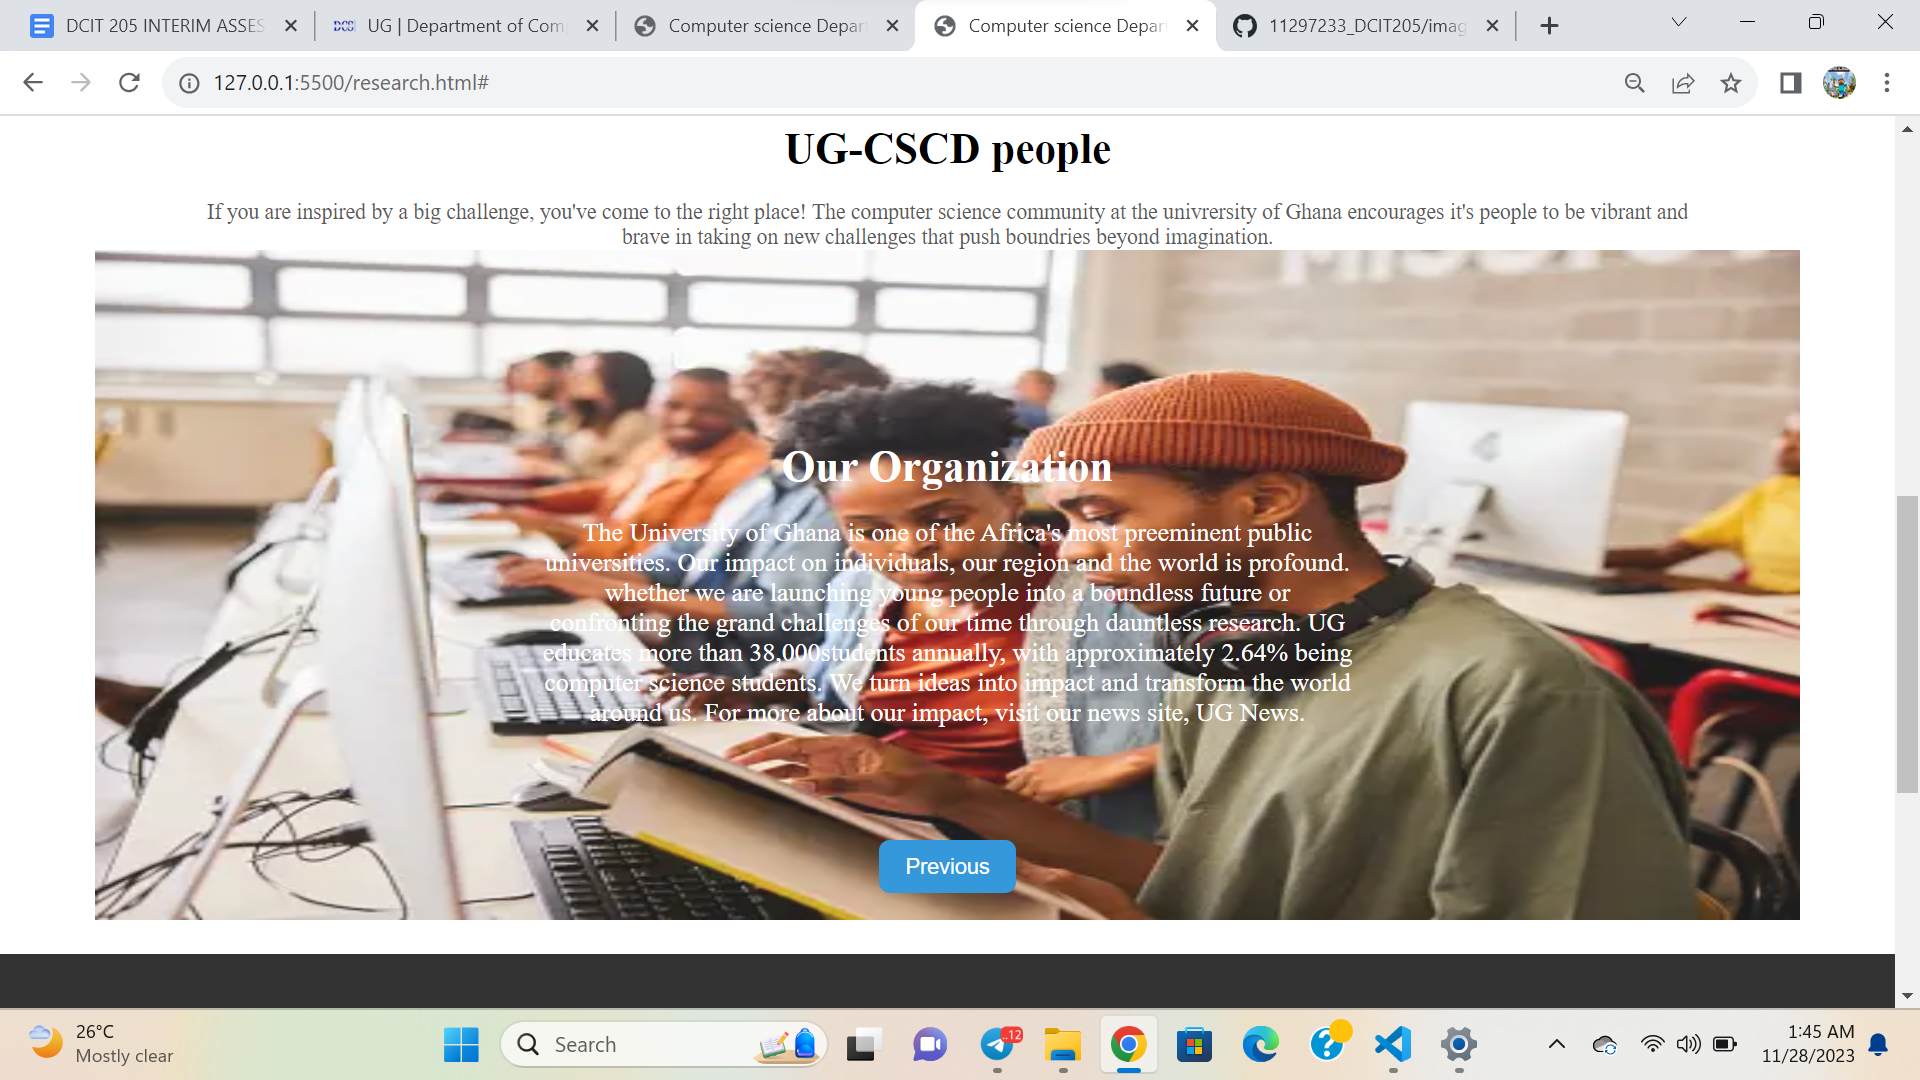 DCIT 205 INTERIM ASSES
UG | Department of Com
Computer science Depar
Computer science Depar
11297233_DCIT205/imag
127.0.0.1:5500/research.html#
UG-CSCD people
If you are inspired by a big challenge, you've come to the right place! The computer science community at the univresity of Ghana encourages it's people to be vibrant and
brave in taking on new challenges that push boundries beyond imagination.
Our Organization
The University of Ghana is one of the Africa's most preeminent public
universities. Our impact on individuals, our region and the world is profound.
whether we are launching young people into a boundless future or
confronting the grand challenges of our time through dauntless research. UG
educates more than 38,000students annually, with approximately 2.64% being
computer science students. We turn ideas into impact and transform the world
around us. For more about our impact, visit our news site, UG News.
Previous
26°C
Mostly clear
Search
12
1:45 AM
11/28/2023